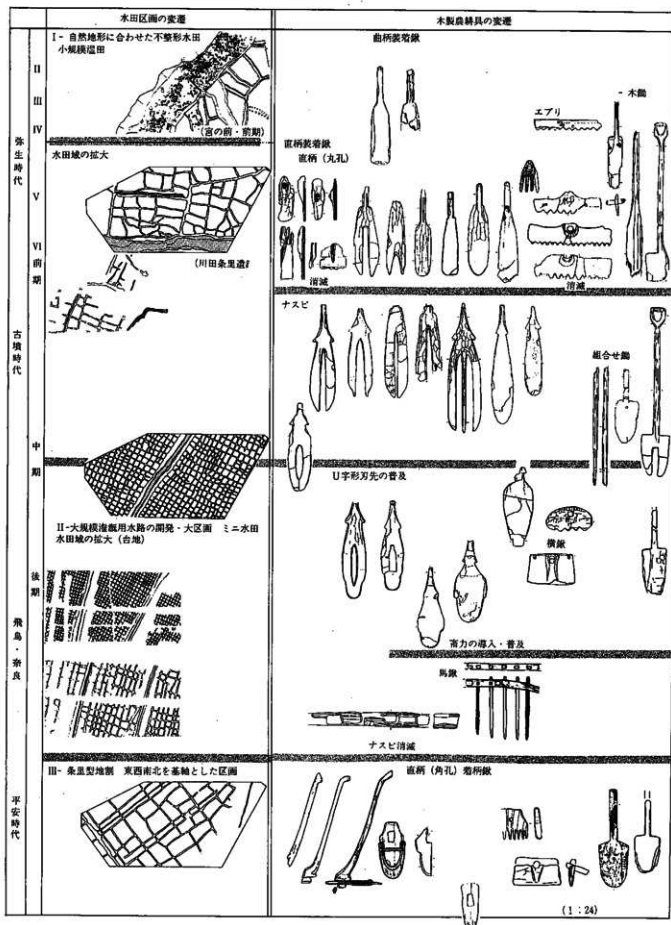 水田区画の変遷
木製農耕具の変遷
弥生時代
古墳時代
飛鳥・奈良
平安時代
II
III
IV
V
VI
前期
中期
後期
I-自然地形に合わせた不整形水田
小規模湿田
(宮の前・前期)
水田域の拡大
(川田条里遺
II-大規模灌漑用水路の開発・大区画 ミニ水田
水田域の拡大(台地)
III-条里型地割 東西南北を基軸とした区画
曲柄装着鍬
エブリ
木鋤
直柄装着鍬
直柄(丸孔)
消滅
消滅
ナスビ
組合せ鋤
U字形刃先の普及
横鍬
畜力の導入・普及
馬鍬
ナスビ消滅
直柄(角孔)着柄鍬
(1:24)